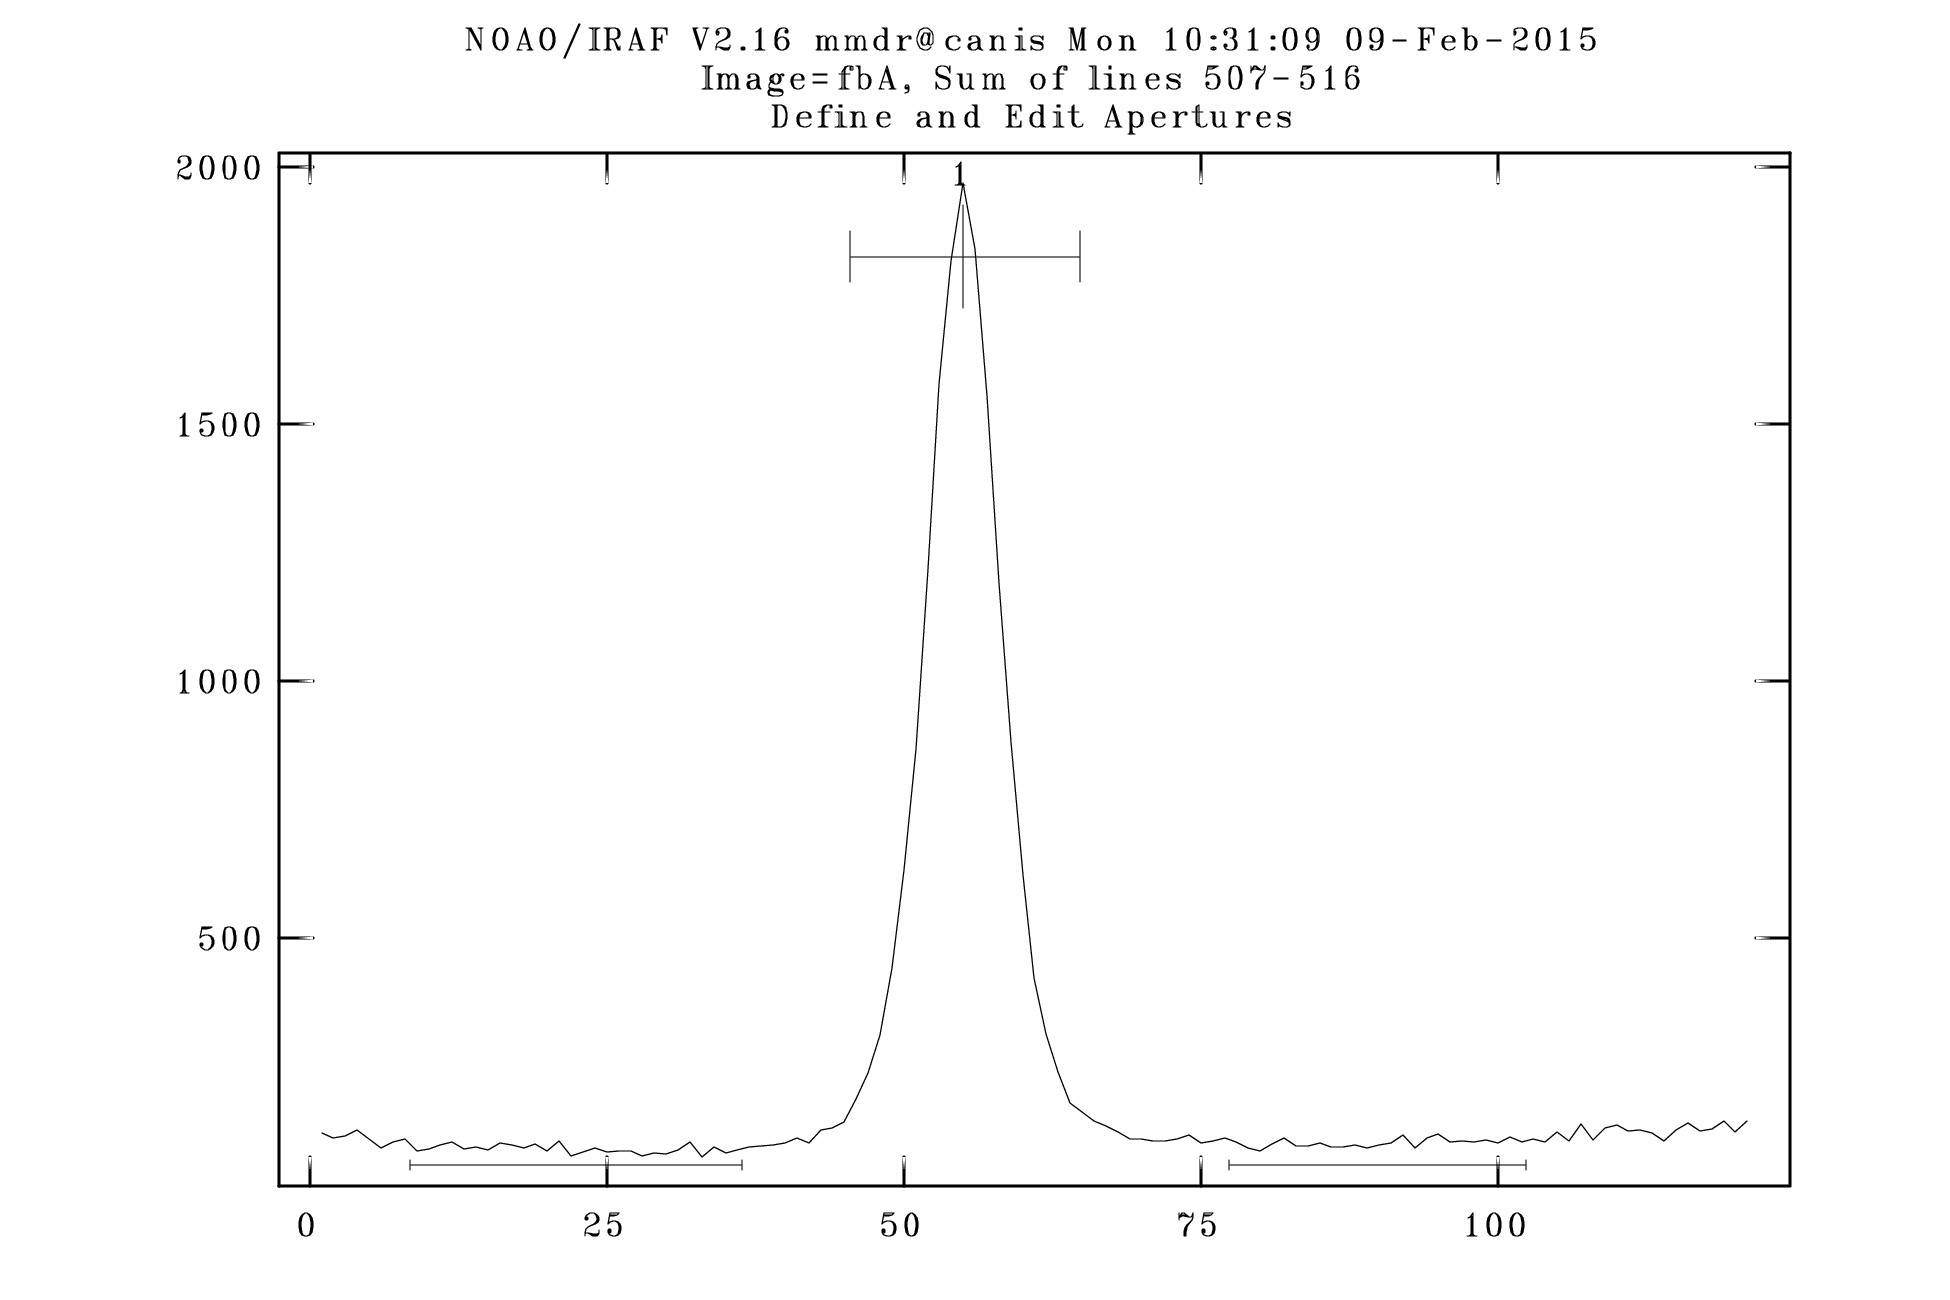 NOAO/IRAF V2.16 mmdr@canis Mon 10:31:09 09-Feb-2015
Image=fbA, Sum of lines 507-516
Define and Edit Apertures
2000
1
1500
1000
500
0 25 50 75 100